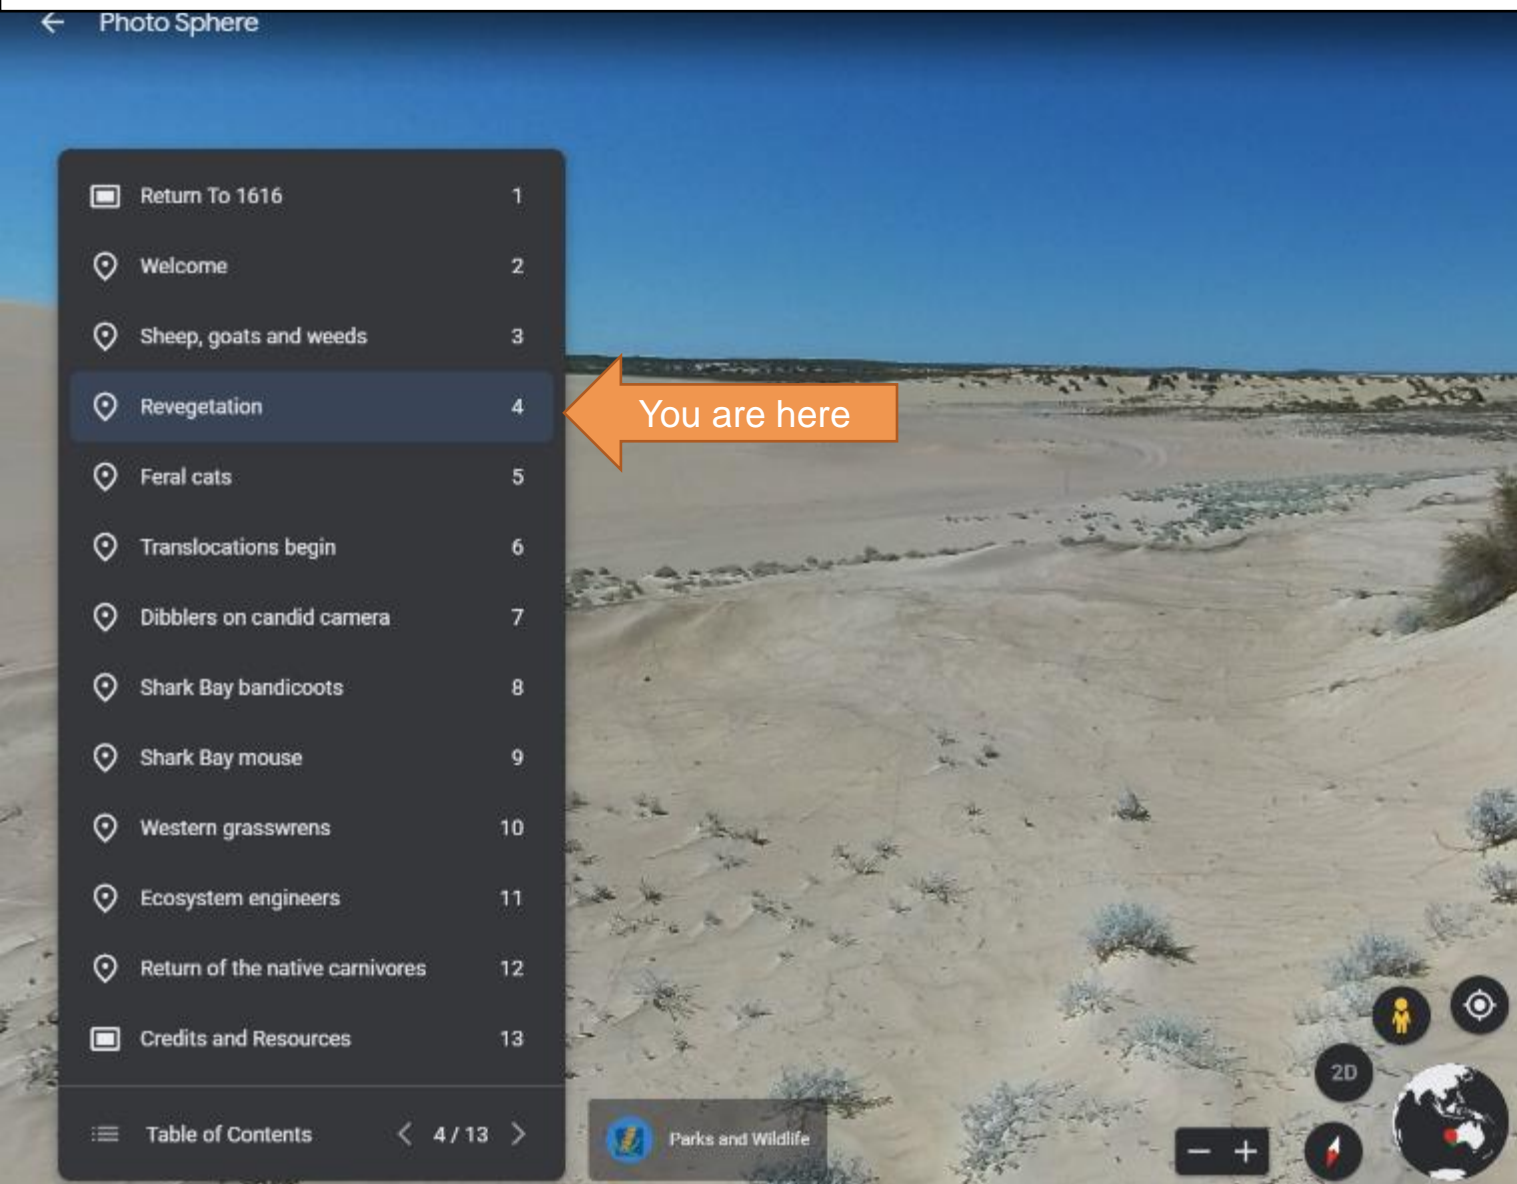 Photo Sphere
Return To 1616 1
Welcome 2
Sheep, goats and weeds 3
Revegetation 4
You are here
Feral cats 5
Translocations begin 6
Dibblers on candid camera 7
Shark Bay bandicoots 8
Shark Bay mouse 9
Western grasswrens 10
Ecosystem engineers 11
Return of the native carnivores 12
Credits and Resources 13
Table of Contents 4 / 13
Parks and Wildlife
2D